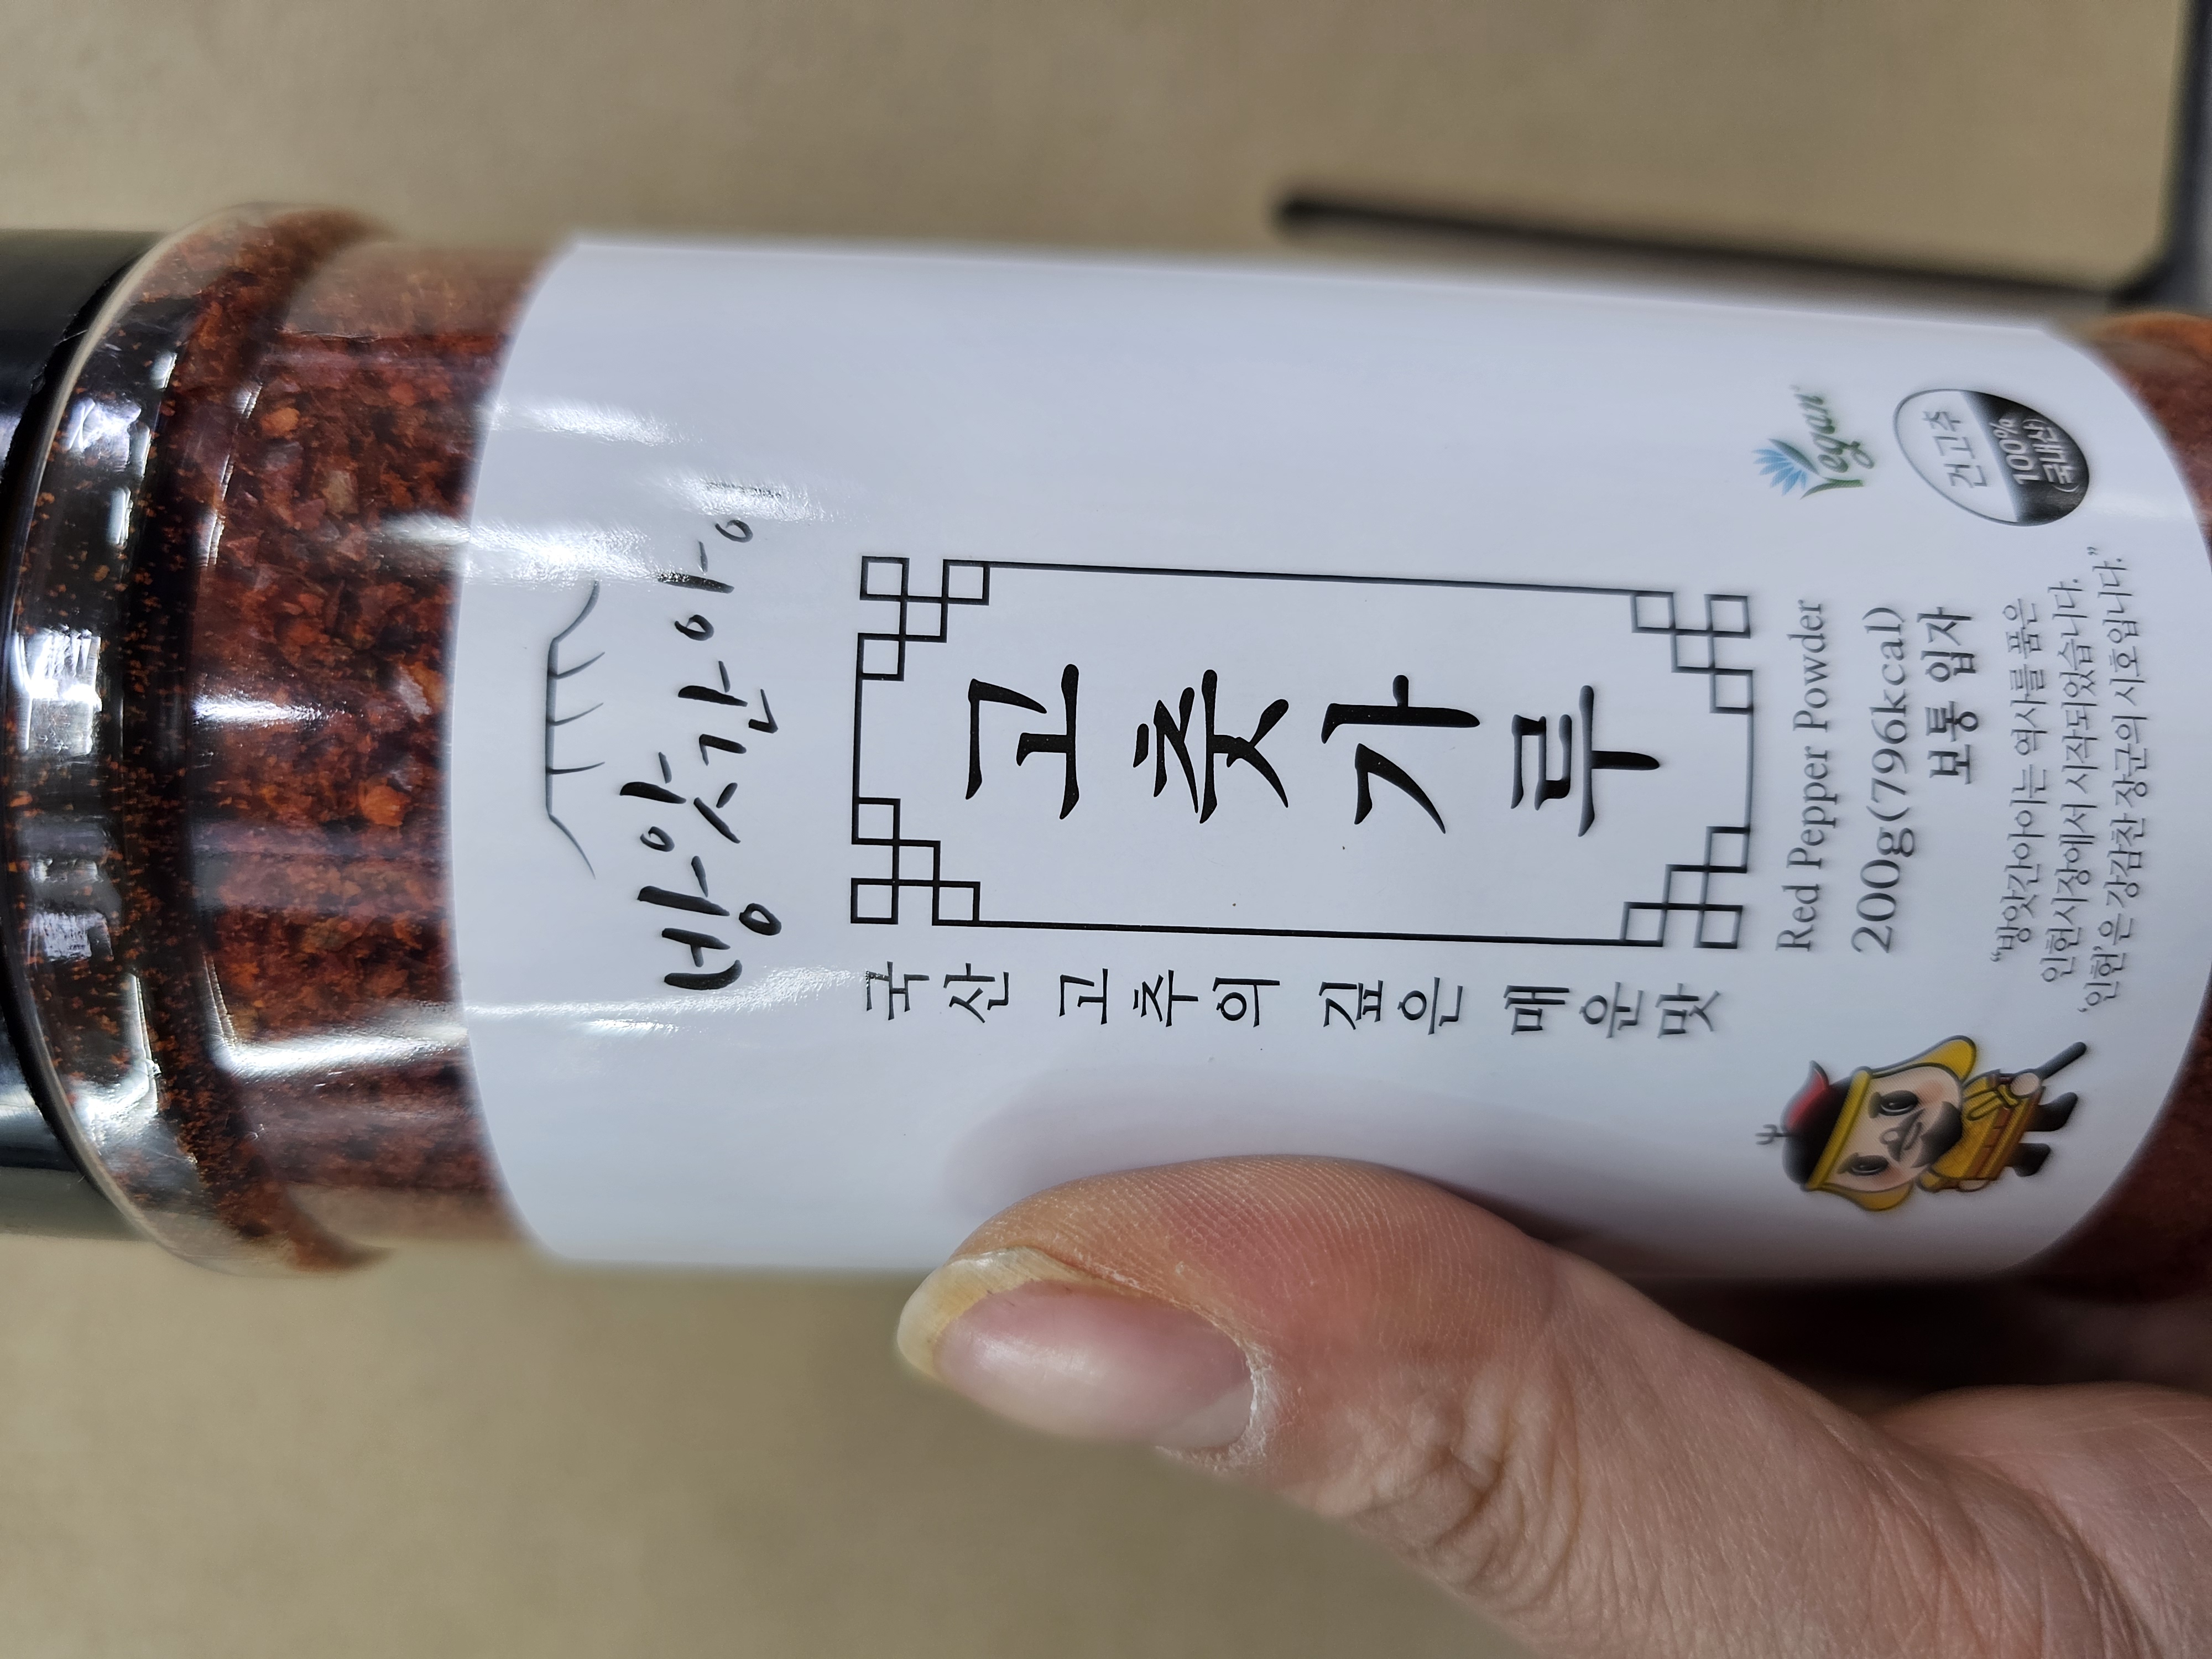 방앗간아이
국산 고추의 깊은 매운맛
고춧가루
Red Pepper Powder
200g(796kcal)
보통 입자
Vegan
건고추
100%
(국내산)
"방앗간아이는 역사를 품은
인헌시장에서 시작되었습니다.
'인헌'은 강감찬 장군의 시호입니다."